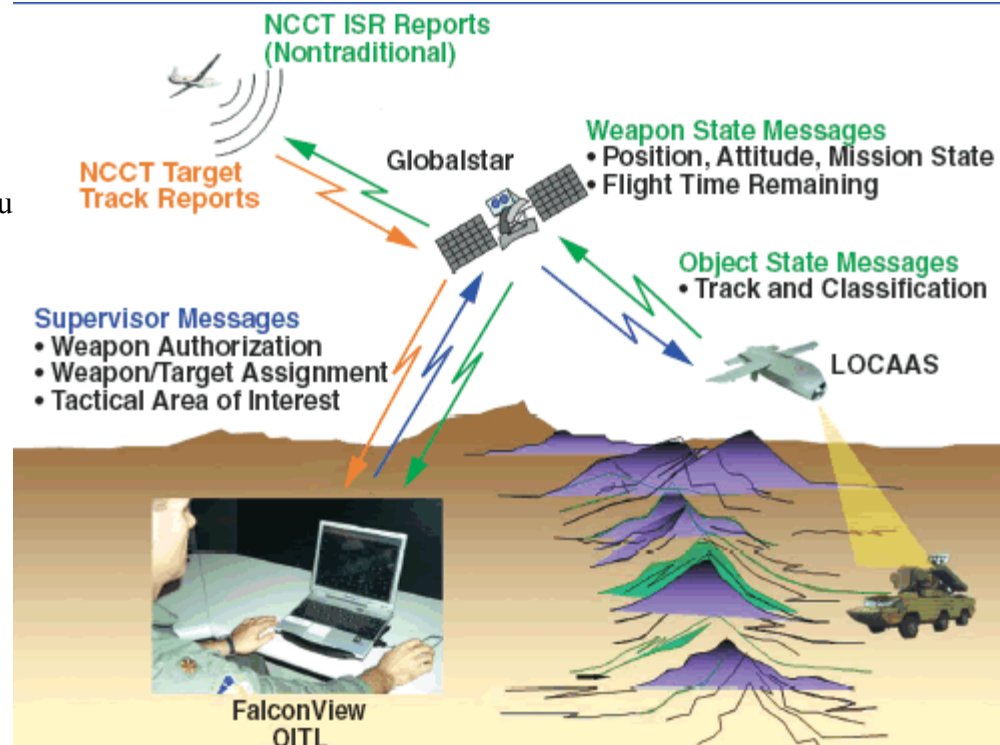 NCCT ISR Reports
(Nontraditional)
NCCT Target
Track Reports
Globalstar
Weapon State Messages
• Position, Attitude, Mission State
• Flight Time Remaining
u
Object State Messages
• Track and Classification
Supervisor Messages
• Weapon Authorization
• Weapon/Target Assignment
• Tactical Area of Interest
LOCAAS
FalconView
OITL